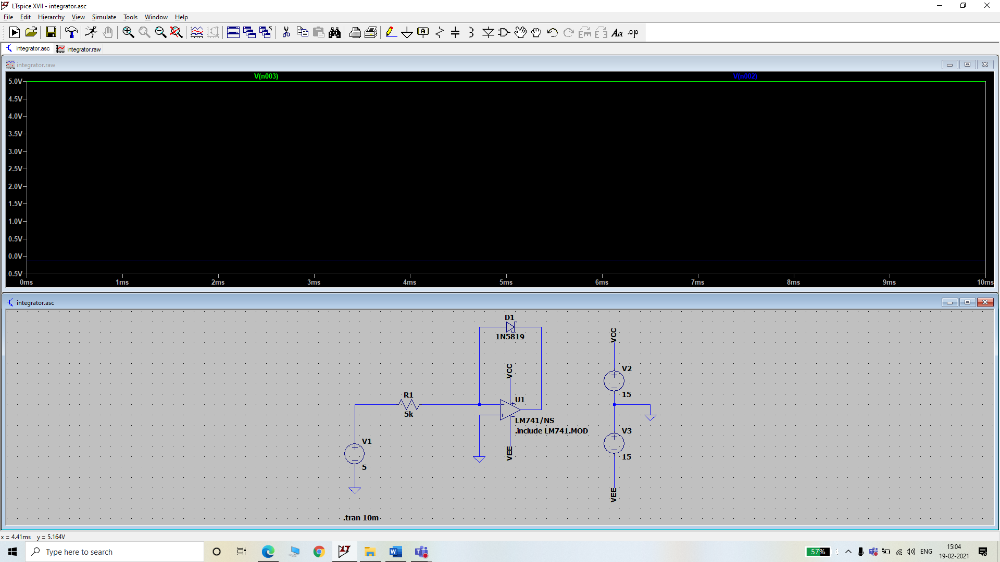 LTspice XVII - integrator.asc
File Edit Hierarchy View Simulate Tools Window Help
Aa .op
integrator.asc integrator.raw
integrator.raw
V(n003) V(n002)
5.0V
4.5V
4.0V
3.5V
3.0V
2.5V
2.0V
1.5V
1.0V
0.5V
0.0V
-0.5V
0ms 1ms 2ms 3ms 4ms 5ms 6ms 7ms 8ms 9ms 10ms
integrator.asc
D1
1N5819
VCC
VCC
V2
15
R1
5k
U1
LM741/NS
.include LM741.MOD
VEE
V1
5
V3
15
VEE
.tran 10m
x = 4.41ms y = 5.164V
Type here to search
57%
ENG
15:04
19-02-2021